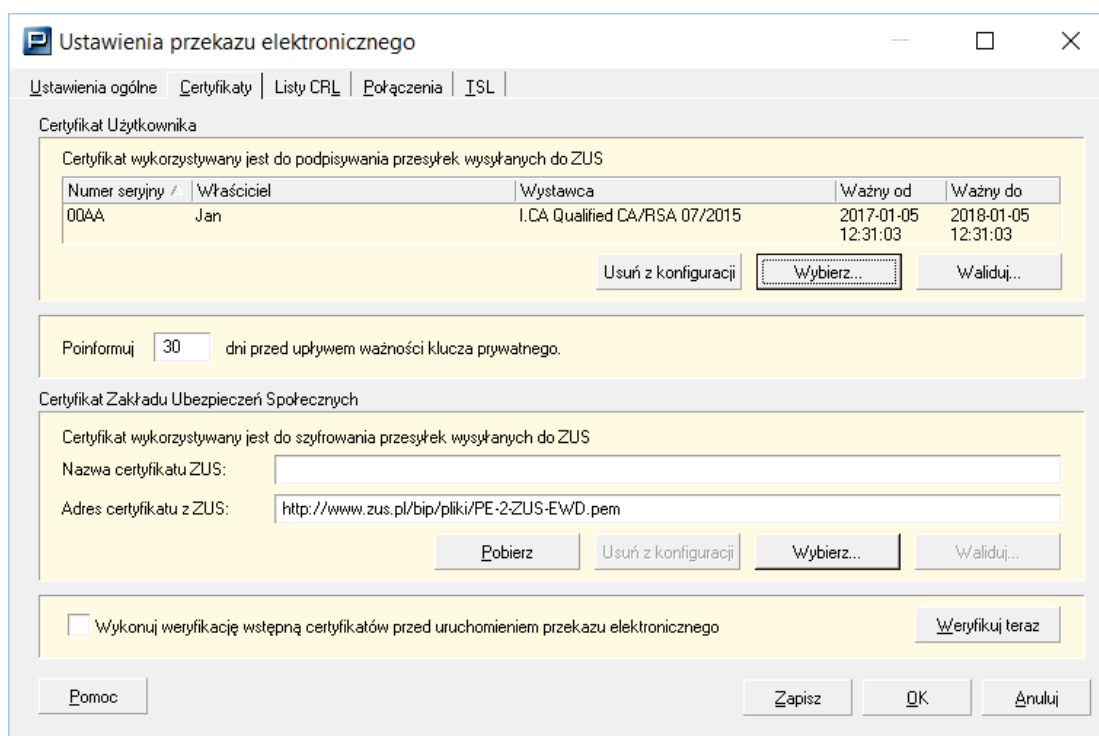 Ustawienia przekazu elektronicznego
Ustawienia ogólne Certyfikaty Listy CRL Połączenia TSL
Certyfikat Użytkownika
Certyfikat wykorzystywany jest do podpisywania przesyłek wysyłanych do ZUS
Numer seryjny Właściciel Wystawca Ważny od Ważny do
00AA Jan I.CA Qualified CA/RSA 07/2015 2017-01-05 2018-01-05
12:31:03 12:31:03
Usuń z konfiguracji Wybierz... Waliduj...
Poinformuj 30 dni przed upływem ważności klucza prywatnego.
Certyfikat Zakładu Ubezpieczeń Społecznych
Certyfikat wykorzystywany jest do szyfrowania przesyłek wysyłanych do ZUS
Nazwa certyfikatu ZUS:
Adres certyfikatu z ZUS: http://www.zus.pl/bip/pliki/PE-2-ZUS-EWD.pem
Pobierz Usuń z konfiguracji Wybierz... Waliduj...
Wykonuj weryfikację wstępną certyfikatów przed uruchomieniem przekazu elektronicznego Weryfikuj teraz
Pomoc Zapisz OK Anuluj